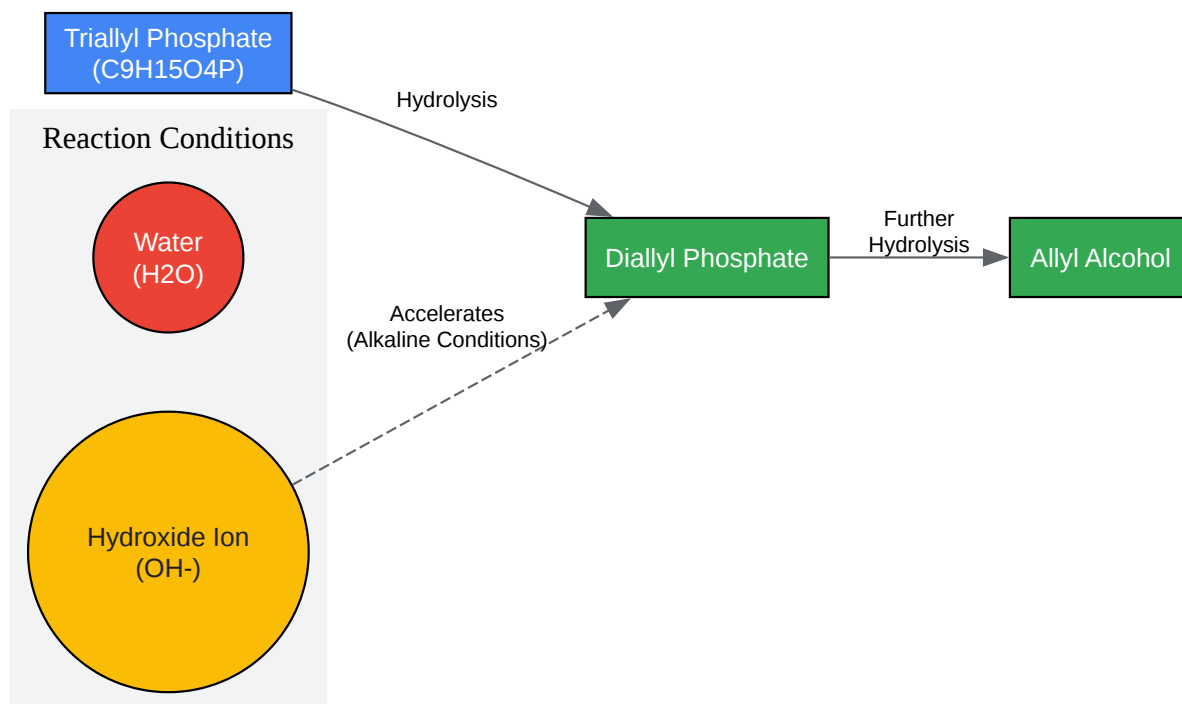 Triallyl Phosphate
(C9H15O4P)
Hydrolysis
Reaction Conditions
Water
(H2O)
Further
Hydrolysis
Diallyl Phosphate
Allyl Alcohol
Accelerates
(Alkaline Conditions)
Hydroxide Ion
(OH-)